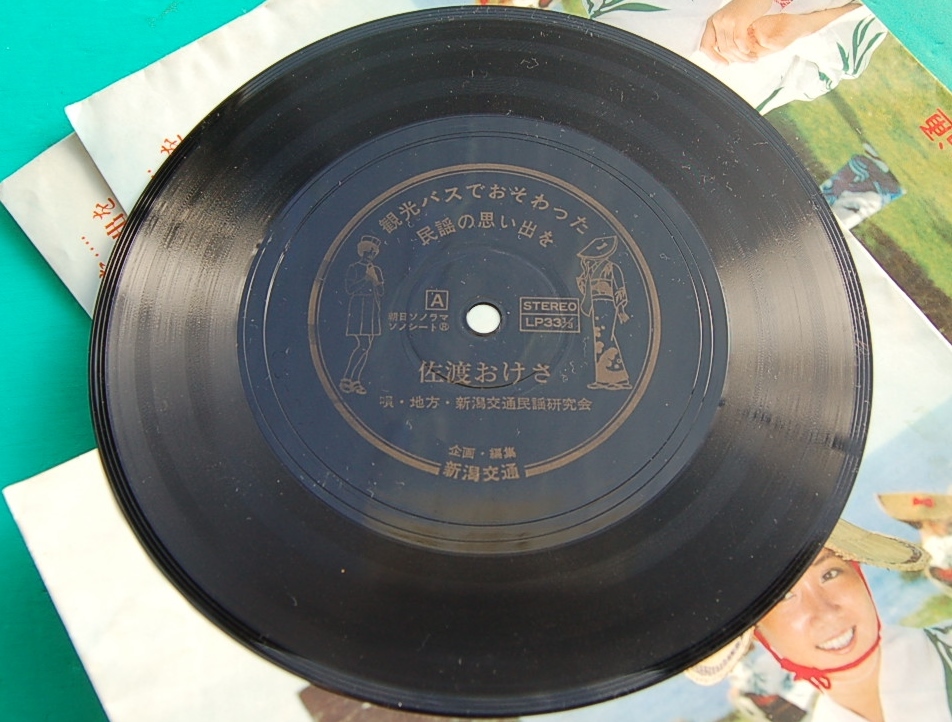 観光バスでおそわった
民謡の思い出を
A
朝日ソノラマ
ソノシート®
STEREO
LP33⅓
佐渡おけさ
唄・地方・新潟交通民謡研究会
企画・編集
新潟交通